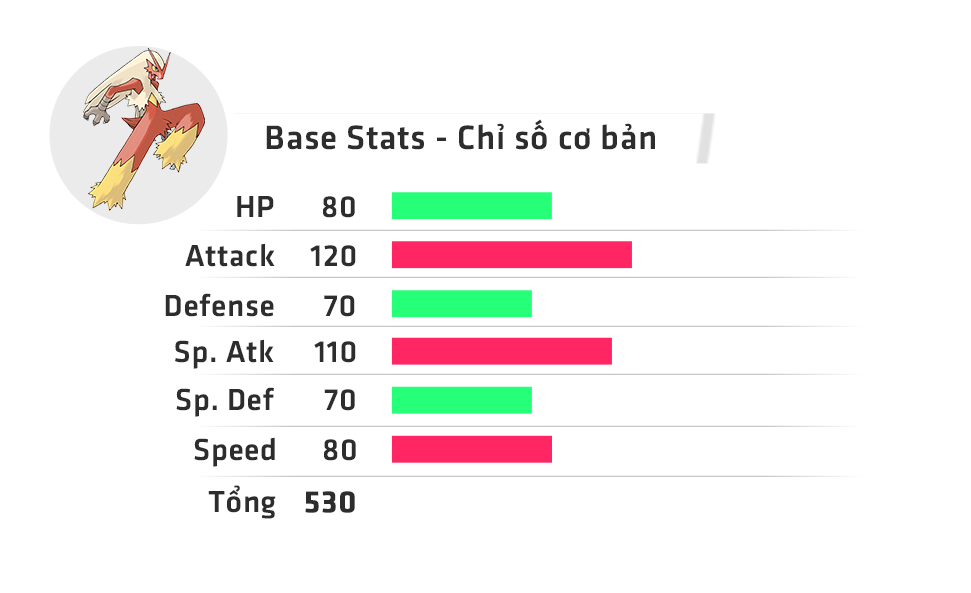 Base Stats - Chỉ số cơ bản
HP 80
Attack 120
Defense 70
Sp. Atk 110
Sp. Def 70
Speed 80
Tổng 530